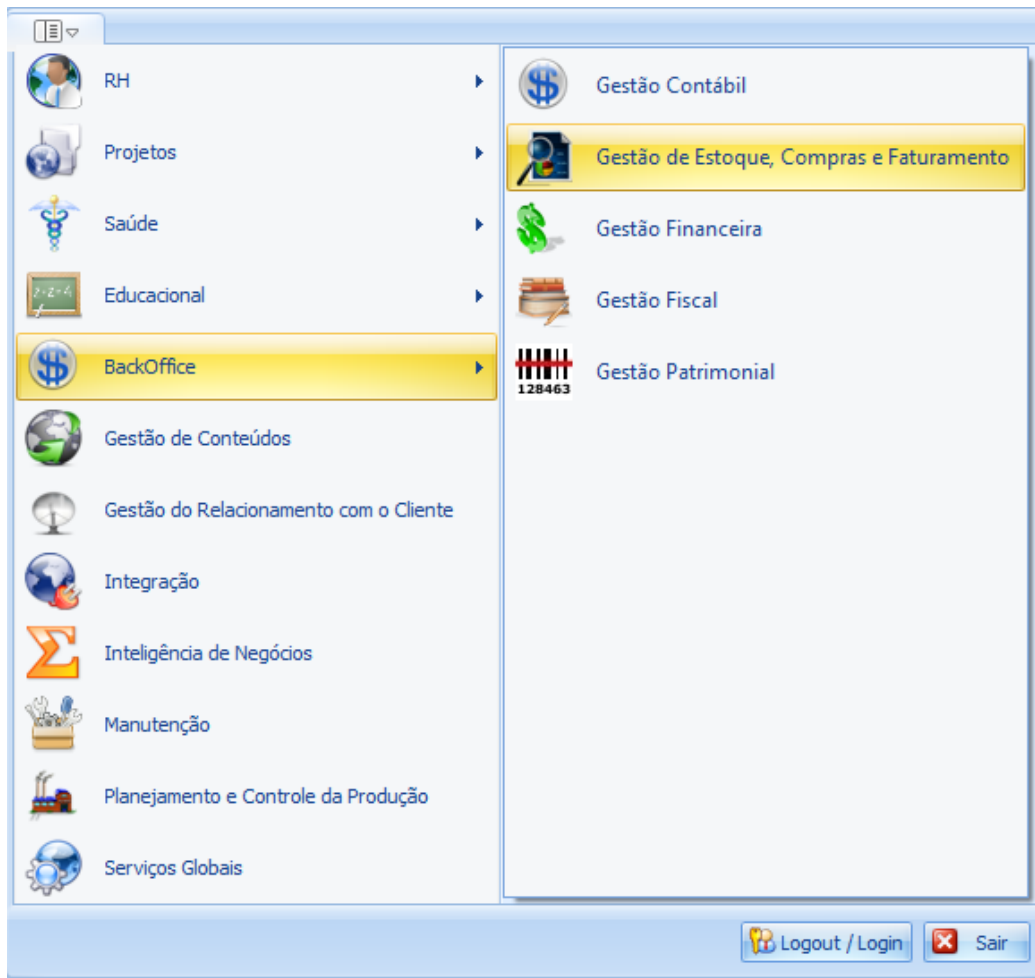 RH
Projetos
Saúde
Educacional
BackOffice
Gestão de Conteúdos
Gestão do Relacionamento com o Cliente
Integração
Inteligência de Negócios
Manutenção
Planejamento e Controle da Produção
Serviços Globais
Gestão Contábil
Gestão de Estoque, Compras e Faturamento
Gestão Financeira
Gestão Fiscal
128463
Gestão Patrimonial
Logout / Login
Sair